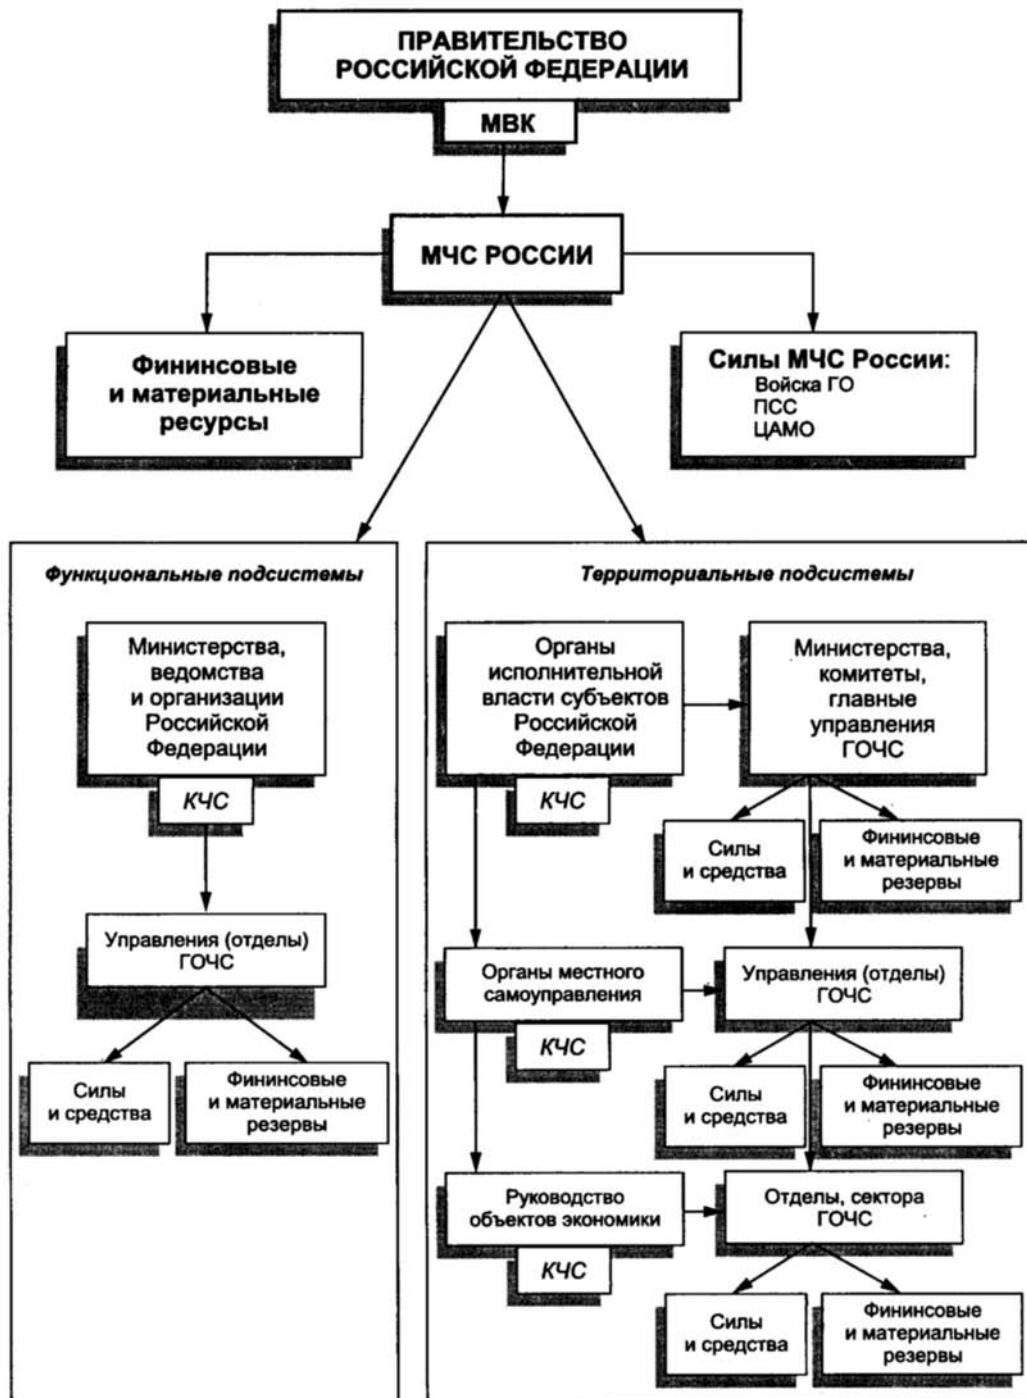 ПРАВИТЕЛЬСТВО
РОССИЙСКОЙ ФЕДЕРАЦИИ
МВК
МЧС РОССИИ
Фининсовые
и материальные
ресурсы
Силы МЧС России:
Войска ГО
ПСС
ЦАМО
Функциональные подсистемы
Министерства,
ведомства
и организации
Российской
Федерации
КЧС
Управления (отделы)
ГОЧС
Силы
и средства
Фининсовые
и материальные
резервы
Территориальные подсистемы
Органы
исполнительной
власти субъектов
Российской
Федерации
КЧС
Министерства,
комитеты,
главные
управления
ГОЧС
Силы
и средства
Фининсовые
и материальные
резервы
Органы местного
самоуправления
КЧС
Управления (отделы)
ГОЧС
Силы
и средства
Фининсовые
и материальные
резервы
Руководство
объектов экономики
КЧС
Отделы, сектора
ГОЧС
Силы
и средства
Фининсовые
и материальные
резервы